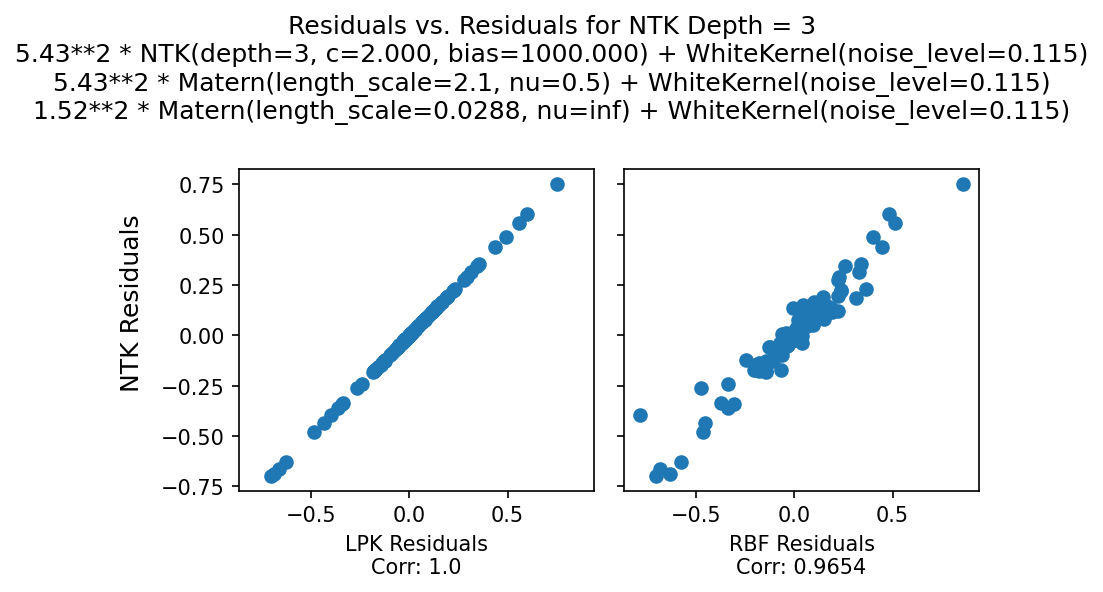 Residuals vs. Residuals for NTK Depth = 3
5.43**2 * NTK(depth=3, c=2.000, bias=1000.000) + WhiteKernel(noise_level=0.115)
5.43**2 * Matern(length_scale=2.1, nu=0.5) + WhiteKernel(noise_level=0.115)
1.52**2 * Matern(length_scale=0.0288, nu=inf) + WhiteKernel(noise_level=0.115)
NTK Residuals
0.75
0.50
0.25
0.00
−0.25
−0.50
−0.75
−0.5 0.0 0.5
LPK Residuals
Corr: 1.0
−0.5 0.0 0.5
RBF Residuals
Corr: 0.9654